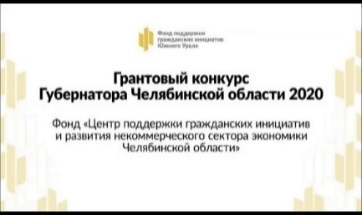 Фонд поддержки
гражданских инициатив
Южного Урала
Грантовый конкурс
Губернатора Челябинской области 2020
Фонд «Центр поддержки гражданских инициатив
и развития некоммерческого сектора экономики
Челябинской области»